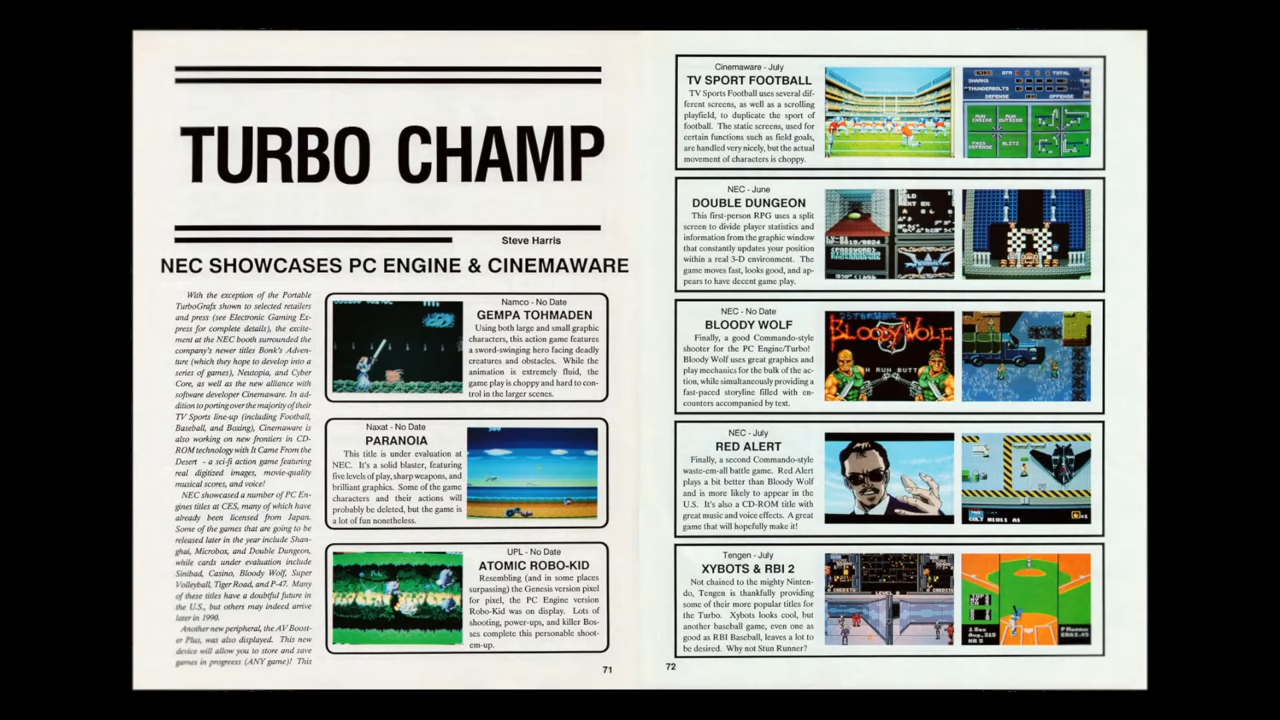 TURBO CHAMP
Steve Harris
NEC SHOWCASES PC ENGINE & CINEMAWARE
With the exception of the Portable
TurboGrafx shown to selected retailers
and press (see Electronic Gaming Ex-
press for complete details), the excite-
ment at the NEC booth surrounded the
company's newer titles Bonk's Adven-
ture (which they hope to develop into a
series of games), Neutopia, and Cyber
Core, as well as the new alliance with
software developer Cinemaware. In ad-
dition to porting over the majority of their
TV Sports line-up (including Football,
Baseball, and Boxing), Cinemaware is
also working on new frontiers in CD-
ROM technology with It Came From the
Desert - a sci-fi action game featuring
real digitized images, movie-quality
musical scores, and voice!
NEC showcased a number of PC En-
gines titles at CES, many of which have
already been licensed from Japan.
Some of the games that are going to be
released later in the year include Shan-
ghai, Microbox, and Double Dungeon,
while cards under evaluation include
Sinibad, Casino, Bloody Wolf, Super
Volleyball, Tiger Road, and P-47. Many
of these titles have a doubtful future in
the U.S., but others may indeed arrive
later in 1990.
Another new peripheral, the AV Boost-
er Plus, was also displayed. This new
device will allow you to store and save
games in progress (ANY game)! This
Namco - No Date
GEMPA TOHMADEN
Using both large and small graphic
characters, this action game features
a sword-swinging hero facing deadly
creatures and obstacles. While the
animation is extremely fluid, the
game play is choppy and hard to con-
trol in the larger scenes.
Naxat - No Date
PARANOIA
This title is under evaluation at
NEC. It's a solid blaster, featuring
five levels of play, sharp weapons, and
brilliant graphics. Some of the game
characters and their actions will
probably be deleted, but the game is
a lot of fun nonetheless.
UPL - No Date
ATOMIC ROBO-KID
Resembling (and in some places
surpassing) the Genesis version pixel
for pixel, the PC Engine version
Robo-Kid was on display. Lots of
shooting, power-ups, and killer Bos-
ses complete this personable shoot-
em-up.
71
Cinemaware - July
TV SPORT FOOTBALL
TV Sports Football uses several dif-
ferent screens, as well as a scrolling
playfield, to duplicate the sport of
football. The static screens, used for
certain functions such as field goals,
are handled very nicely, but the actual
movement of characters is choppy.
QTR TOTAL
SHARKS
THUNDERBOLTS
DEFENSE OFFENSE
RUN INSIDE
RUN OUTSIDE
PASS DEFENSE
BLITZ
NEC - June
DOUBLE DUNGEON
This first-person RPG uses a split
screen to divide player statistics and
information from the graphic window
that constantly updates your position
within a real 3-D environment. The
game moves fast, looks good, and ap-
pears to have decent game play.
NEC - No Date
BLOODY WOLF
Finally, a good Commando-style
shooter for the PC Engine/Turbo!
Bloody Wolf uses great graphics and
play mechanics for the bulk of the ac-
tion, while simultaneously providing a
fast-paced storyline filled with en-
counters accompanied by text.
BLOODY WOLF
RUN BUTTON
NEC - July
RED ALERT
Finally, a second Commando-style
waste-em-all battle game. Red Alert
plays a bit better than Bloody Wolf
and is more likely to appear in the
U.S. It's also a CD-ROM title with
great music and voice effects. A great
game that will hopefully make it!
COLT M1911 A1
Tengen - July
XYBOTS & RBI 2
Not chained to the mighty Ninten-
do, Tengen is thankfully providing
some of their more popular titles for
the Turbo. Xybots looks cool, but
another baseball game, even one as
good as RBI Baseball, leaves a lot to
be desired. Why not Stun Runner?
72